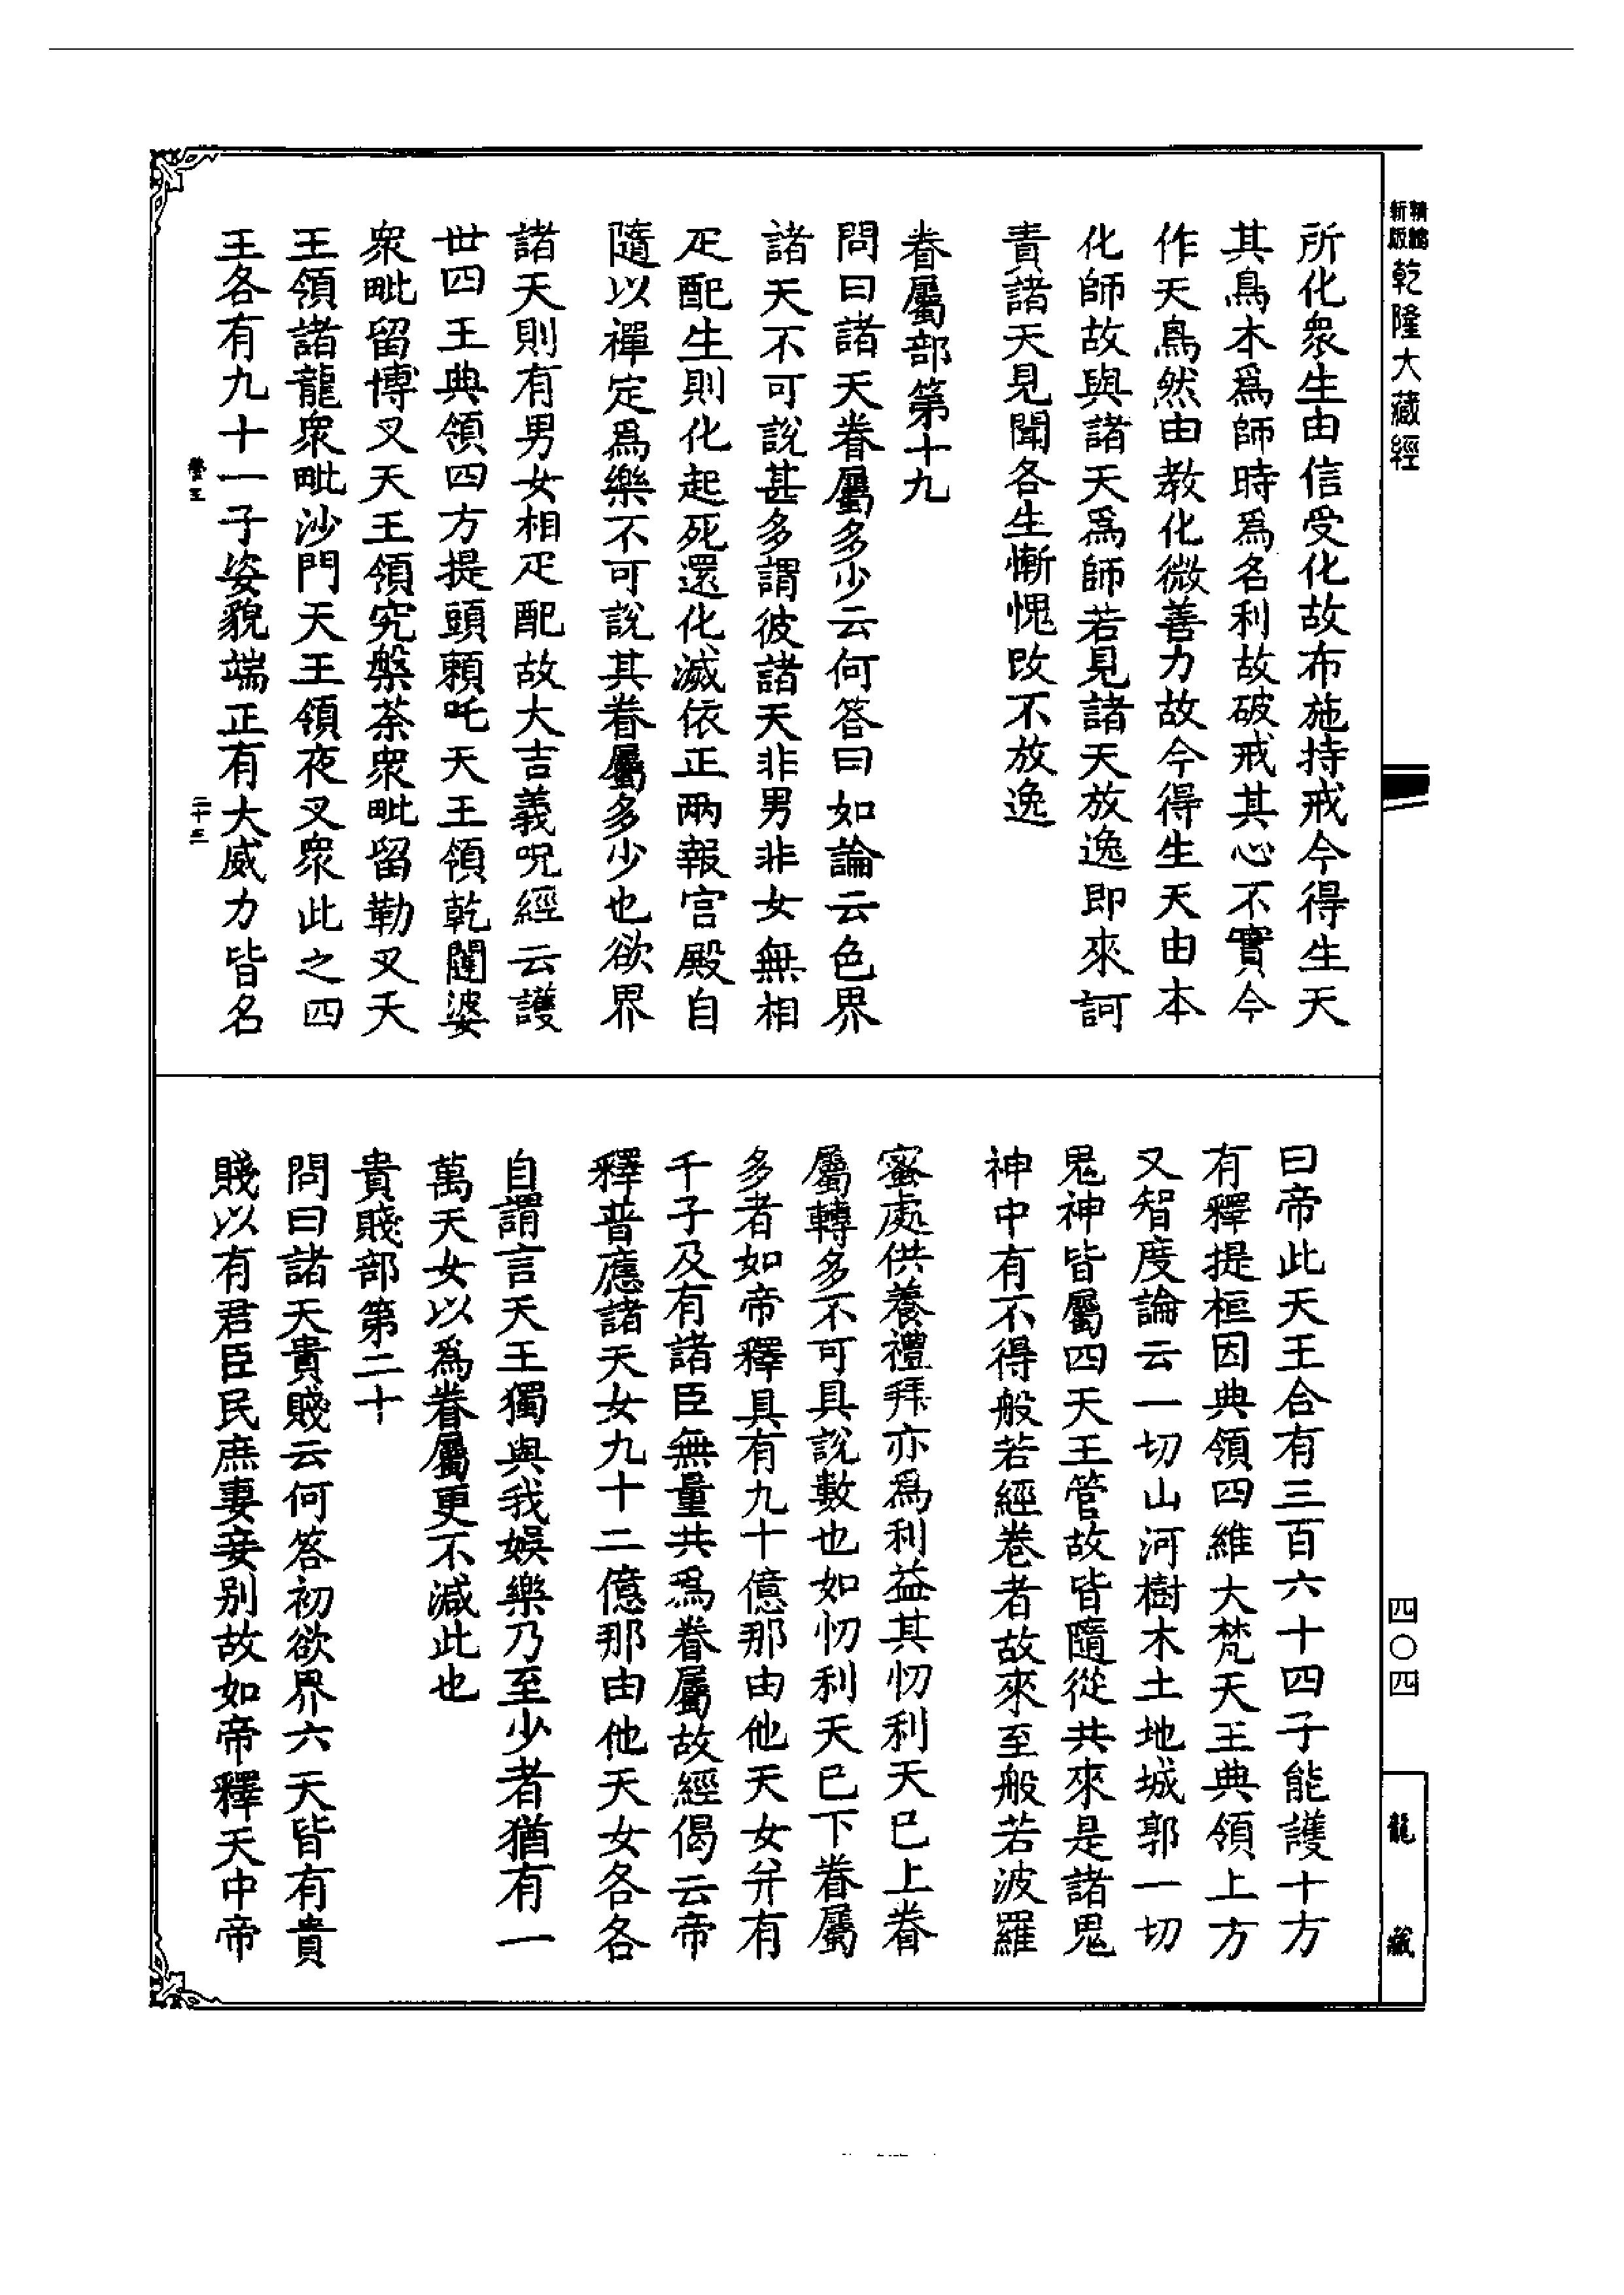 乾隆大藏經
所化衆生由信受化故布施持戒今得生天
其鳥本爲師時爲名利故破戒其心不實今
作天鳥然由教化微善力故今得生天由本
化師故與諸天爲師若見諸天放逸即來訶
責諸天見聞各生慚愧改不放逸
眷屬部第十九
問曰諸天眷屬多少云何答曰如論云色界
諸天不可說甚多謂彼諸天非男非女無相
疋配生則化起死還化滅依正兩報宮殿自
隨以禪定爲樂不可說其眷屬多少也欲界
諸天則有男女相疋配故大吉義呪經云護
世四王典領四方提頭賴吒天王領乾闥婆
衆毗留博叉天王領究槃荼衆毗留勒叉天
王領諸龍衆毗沙門天王領夜叉衆此之四
王各有九十一子姿貌端正有大威力皆名
二十三
曰帝此天王合有三百六十四子能護十方
有釋提桓因典領四維大梵天王典領上方
又智度論云一切山河樹木土地城郭一切
鬼神皆屬四天王管故皆隨從共來是諸鬼
神中有不得般若經卷者故來至般若波羅
蜜處供養禮拜亦爲利益其忉利天已上眷
屬轉多不可具說數也如忉利天已下眷屬
多者如帝釋具有九十億那由他天女并有
千子及有諸臣無量共爲眷屬故經偈云帝
釋普應諸天女九十二億那由他天女各各
自謂言天王獨與我娛樂乃至少者猶有一
萬天女以爲眷屬更不減此也
貴賤部第二十
問曰諸天貴賤云何答初欲界六天皆有貴
賤以有君臣民庶妻妾別故如帝釋天中帝
四〇四
龍藏